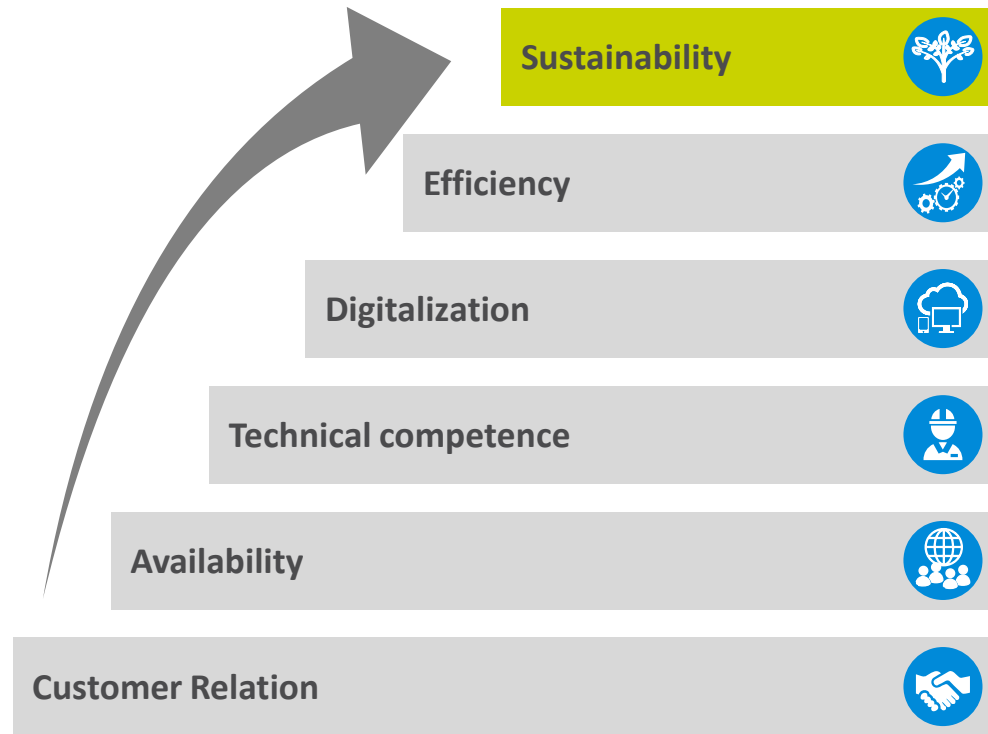 Sustainability
Efficiency
Digitalization
Technical competence
Availability
Customer Relation